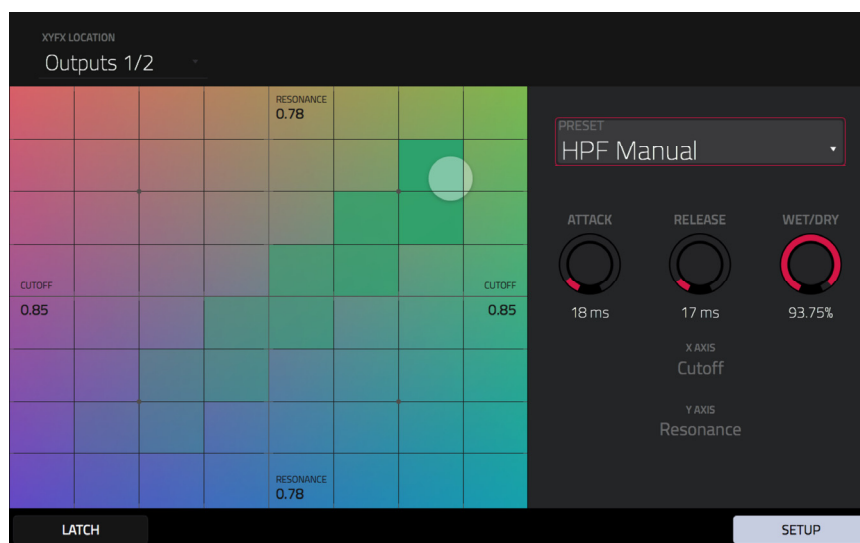 XYFX LOCATION
Outputs 1/2
RESONANCE
0.78
CUTOFF
0.85
CUTOFF
0.85
RESONANCE
0.78
PRESET
HPF Manual
ATTACK
RELEASE
WET/DRY
18 ms
17 ms
93.75%
X AXIS
Cutoff
Y AXIS
Resonance
LATCH
SETUP